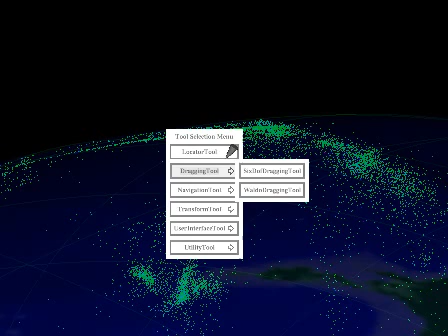 Tool Selection Menu
LocatorTool
DraggingTool
SixDofDraggingTool
NavigationTool
WaldoDraggingTool
TransformTool
UserInterfaceTool
UtilityTool